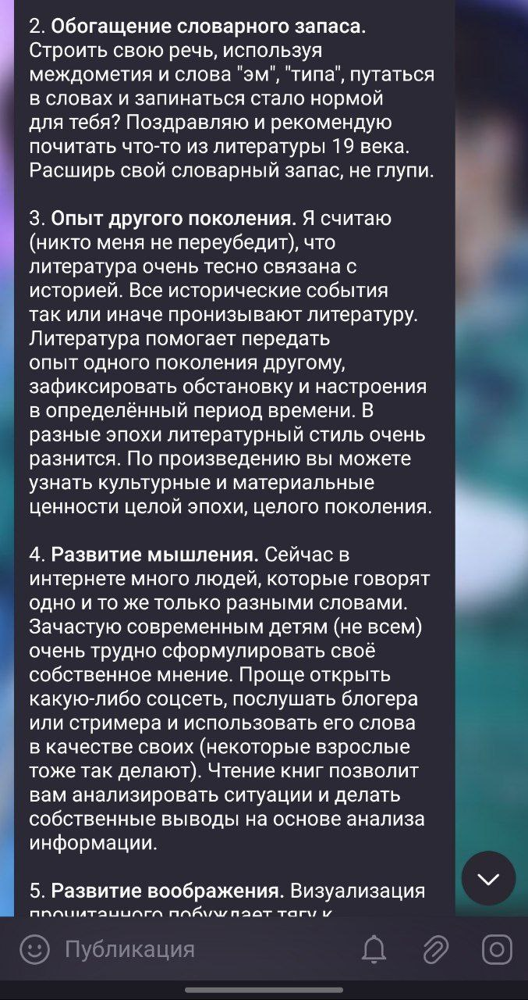 2. Обогащение словарного запаса.
Строить свою речь, используя
междометия и слова "эм", "типа", путаться
в словах и запинаться стало нормой
для тебя? Поздравляю и рекомендую
почитать что-то из литературы 19 века.
Расширь свой словарный запас, не глупи.
3. Опыт другого поколения. Я считаю
(никто меня не переубедит), что
литература очень тесно связана с
историей. Все исторические события
так или иначе пронизывают литературу.
Литература помогает передать
опыт одного поколения другому,
зафиксировать обстановку и настроения
в определённый период времени. В
разные эпохи литературный стиль очень
разнится. По произведению вы можете
узнать культурные и материальные
ценности целой эпохи, целого поколения.
4. Развитие мышления. Сейчас в
интернете много людей, которые говорят
одно и то же только разными словами.
Зачастую современным детям (не всем)
очень трудно сформулировать своё
собственное мнение. Проще открыть
какую-либо соцсеть, послушать блогера
или стримера и использовать его слова
в качестве своих (некоторые взрослые
тоже так делают). Чтение книг позволит
вам анализировать ситуации и делать
собственные выводы на основе анализа
информации.
5. Развитие воображения. Визуализация
прочитанного побуждает тягу к
Публикация